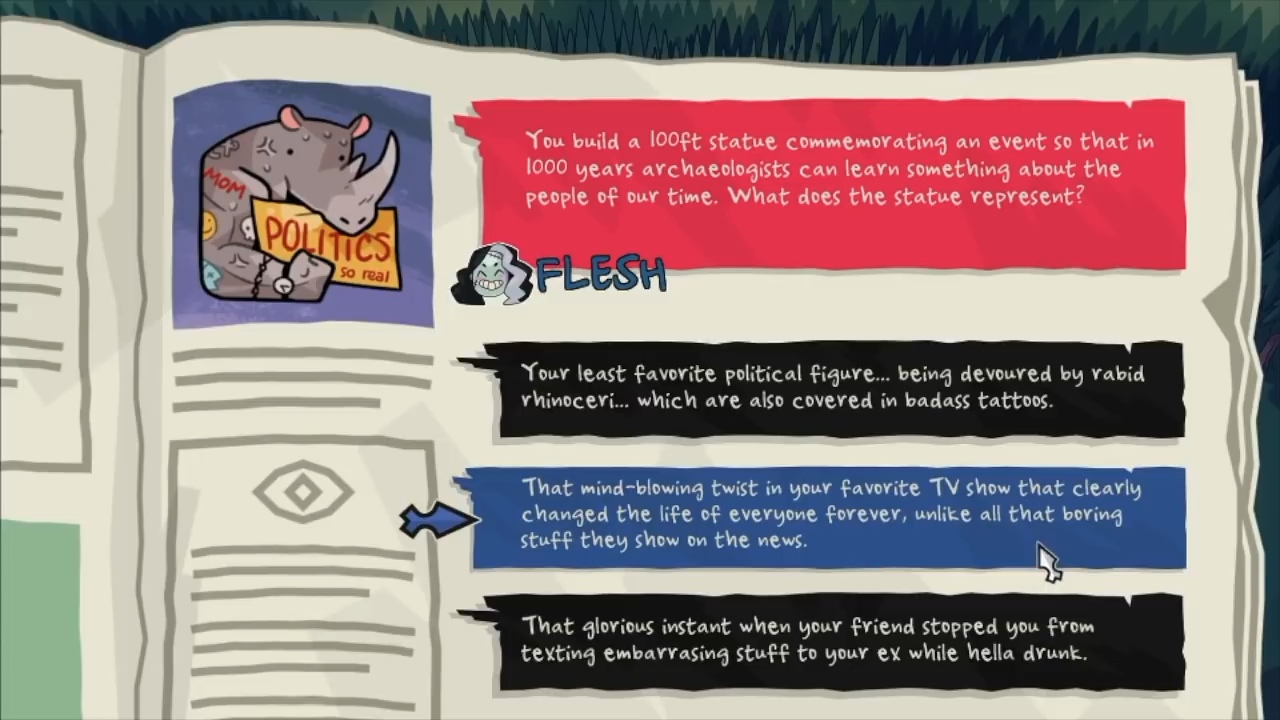 MOM
POLITICS
so real
You build a 100ft statue commemorating an event so that in
1000 years archaeologists can learn something about the
people of our time. What does the statue represent?
FLESH
Your least favorite political figure... being devoured by rabid
rhinoceri... which are also covered in badass tattoos.
That mind-blowing twist in your favorite TV show that clearly
changed the life of everyone forever, unlike all that boring
stuff they show on the news.
That glorious instant when your friend stopped you from
texting embarrasing stuff to your ex while hella drunk.